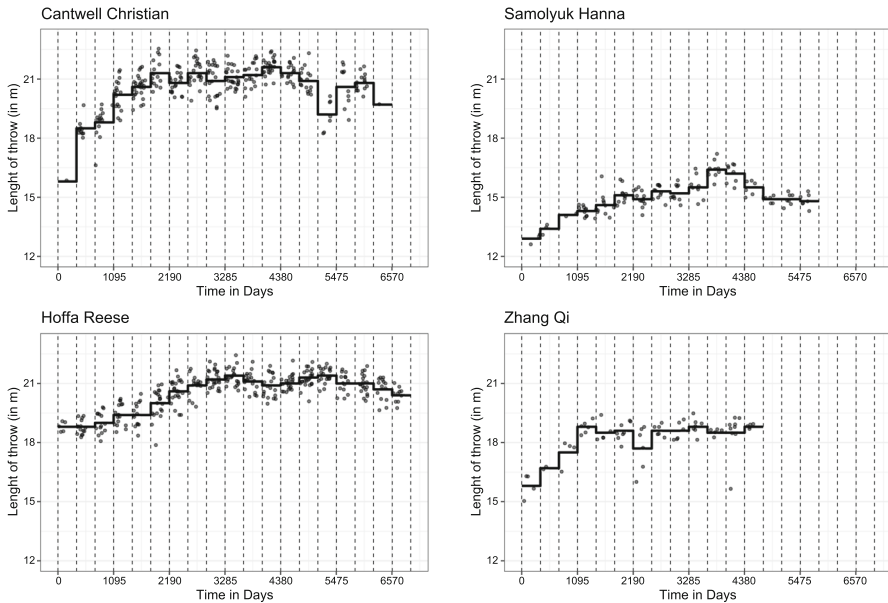 Cantwell Christian
Samolyuk Hanna
Lenght of throw (in m)
21
18
15
12
0 1095 2190 3285 4380 5475 6570
Time in Days
Lenght of throw (in m)
21
18
15
12
0 1095 2190 3285 4380 5475 6570
Time in Days
Hoffa Reese
Zhang Qi
Lenght of throw (in m)
21
18
15
12
0 1095 2190 3285 4380 5475 6570
Time in Days
Lenght of throw (in m)
21
18
15
12
0 1095 2190 3285 4380 5475 6570
Time in Days